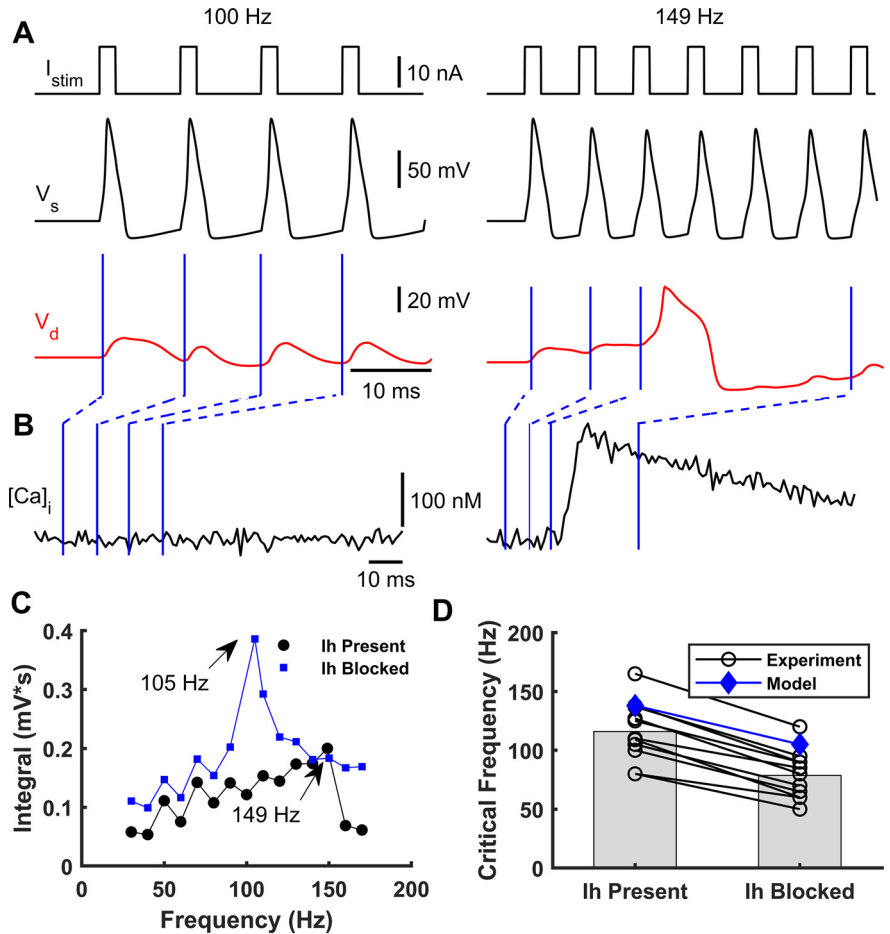 A
100 Hz
149 Hz
I stim
10 nA
V s
50 mV
20 mV
V d
10 ms
B
[Ca] i
100 nM
10 ms
C
0.4
0.3
0.2
0.1
0
0 50 100 150 200
Integral (mV*s)
Frequency (Hz)
Ih Present
Ih Blocked
105 Hz
149 Hz
D
200
150
100
50
0
Critical Frequency (Hz)
Experiment
Model
Ih Present Ih Blocked